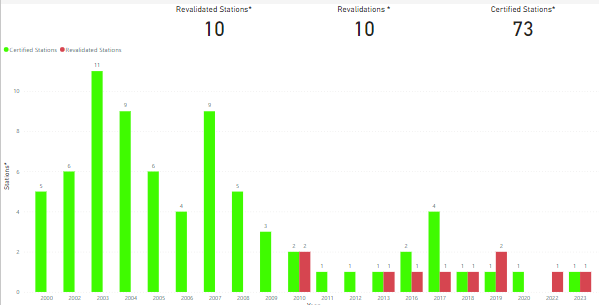 Revalidated Stations* Revalidations * Certified Stations*
10 10 73
Certified Stations Revalidated Stations
11
10
9 9
8
6 6
6
5 5
4 4
4
3
2 2 2 2
2
1 1 1 1 1 1 1 1 1 1 1 1 1
0
Stations*
2000 2002 2003 2004 2005 2006 2007 2008 2009 2010 2011 2012 2013 2016 2017 2018 2019 2020 2022 2023